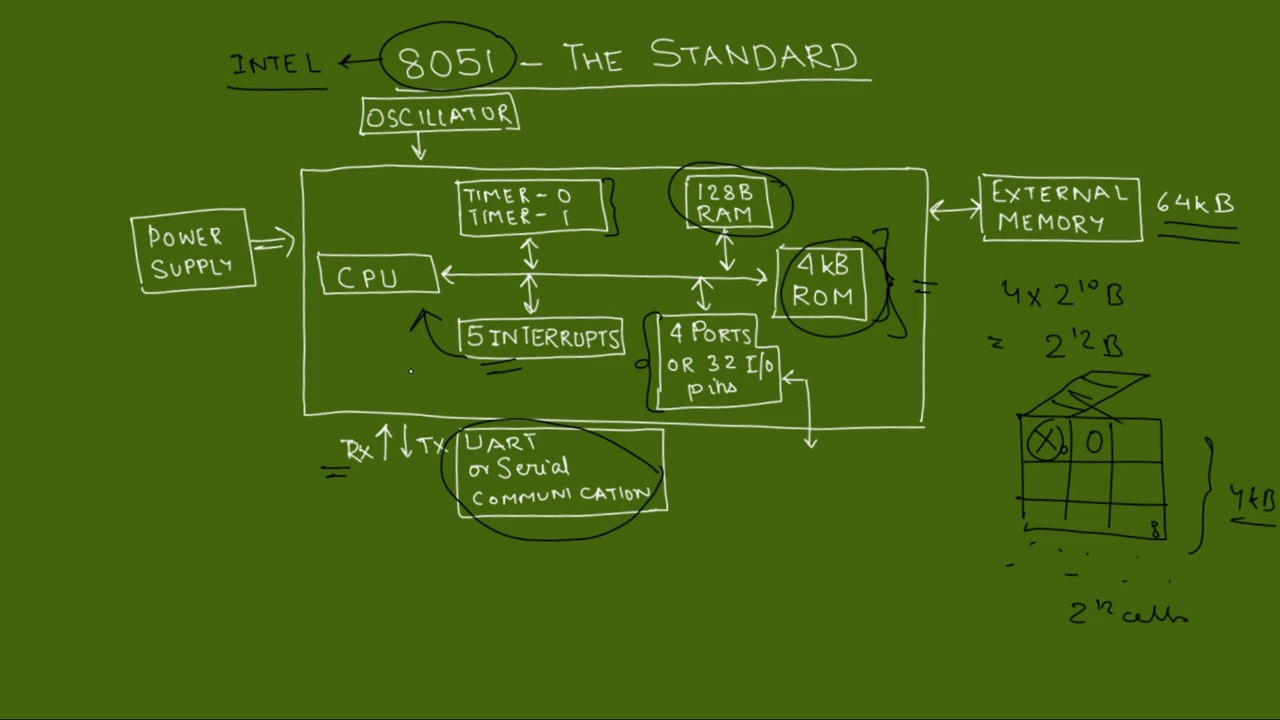 INTEL ← 8051 - THE STANDARD
OSCILLATOR
TIMER - 0
TIMER - 1
128B
RAM
EXTERNAL
MEMORY
64kB
POWER
SUPPLY
CPU
4kB
ROM
=
4 x 2^10 B
= 2^12 B
5 INTERRUPTS
4 PORTS
OR 32 I/O
pins
Rx ↑ ↓ Tx
UART
or Serial
COMMUNICATION
X 0 0
8
4kB
2^12 cells